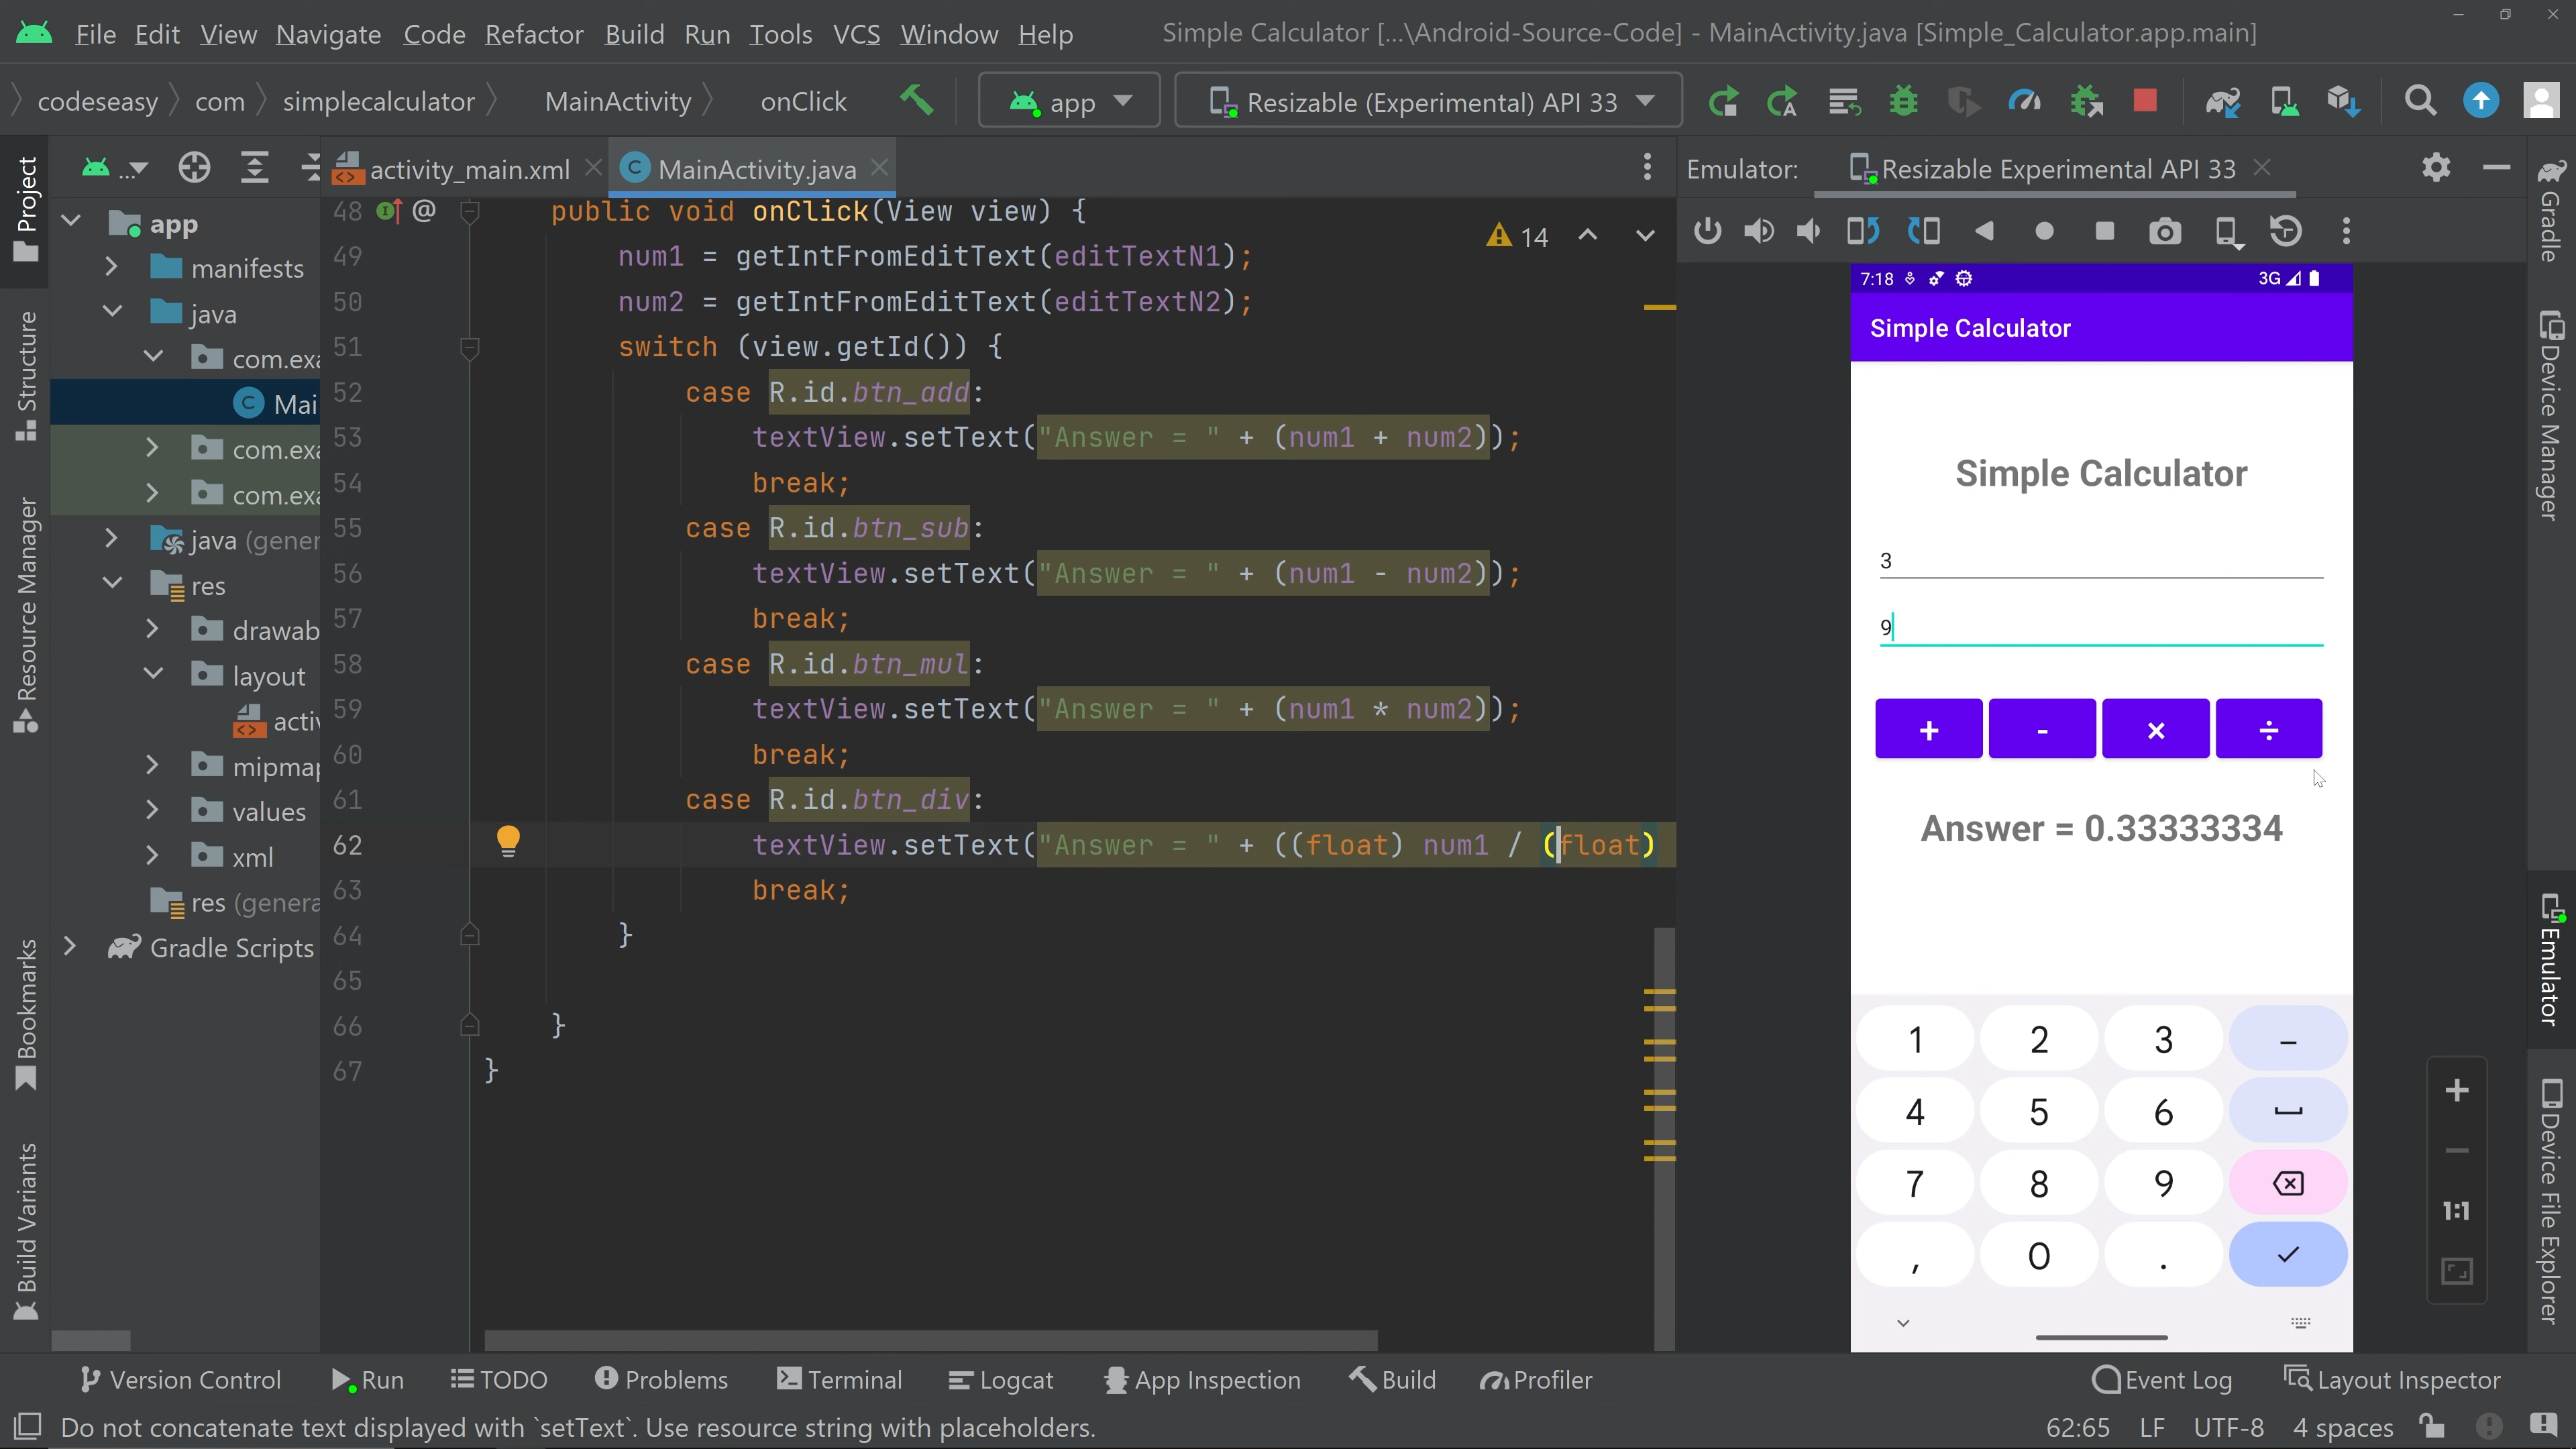 File Edit View Navigate Code Refactor Build Run Tools VCS Window Help
Simple Calculator [...\Android-Source-Code] - MainActivity.java [Simple_Calculator.app.main]
codeseasy com simplecalculator MainActivity onClick
app
Resizable (Experimental) API 33
Project
Structure
Resource Manager
Bookmarks
Build Variants
...
app
manifests
java
com.exa
Mai
com.exa
com.exa
java (gener
res
drawab
layout
activ
mipmap
values
xml
res (genera
Gradle Scripts
activity_main.xml
MainActivity.java
14
48 @ public void onClick(View view) {
49 num1 = getIntFromEditText(editTextN1);
50 num2 = getIntFromEditText(editTextN2);
51 switch (view.getId()) {
52 case R.id.btn_add:
53 textView.setText("Answer = " + (num1 + num2));
54 break;
55 case R.id.btn_sub:
56 textView.setText("Answer = " + (num1 - num2));
57 break;
58 case R.id.btn_mul:
59 textView.setText("Answer = " + (num1 * num2));
60 break;
61 case R.id.btn_div:
62 textView.setText("Answer = " + ((float) num1 / (float)
63 break;
64 }
65
66 }
67 }
Emulator: Resizable Experimental API 33
7:18 3G
Simple Calculator
Simple Calculator
3
9
+ - × ÷
Answer = 0.33333334
1 2 3 −
4 5 6
7 8 9
, 0 .
+
−
1:1
Gradle
Device Manager
Emulator
Device File Explorer
Version Control Run TODO Problems Terminal Logcat App Inspection Build Profiler Event Log Layout Inspector
Do not concatenate text displayed with `setText`. Use resource string with placeholders. 62:65 LF UTF-8 4 spaces